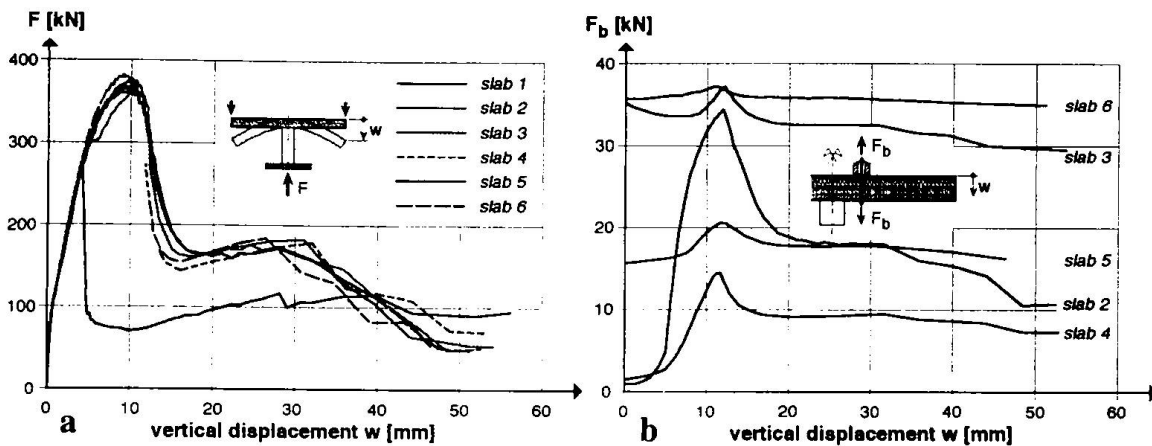 F [kN]
400
300
200
100
0
slab 1
slab 2
slab 3
slab 4
slab 5
slab 6
w
F
0 10 20 30 40 50 60
a
vertical displacement w [mm]
F_b [kN]
40
30
20
10
0
slab 6
slab 3
slab 5
slab 2
slab 4
F_b
w
F_b
0 10 20 30 40 50 60
b
vertical displacement w [mm]